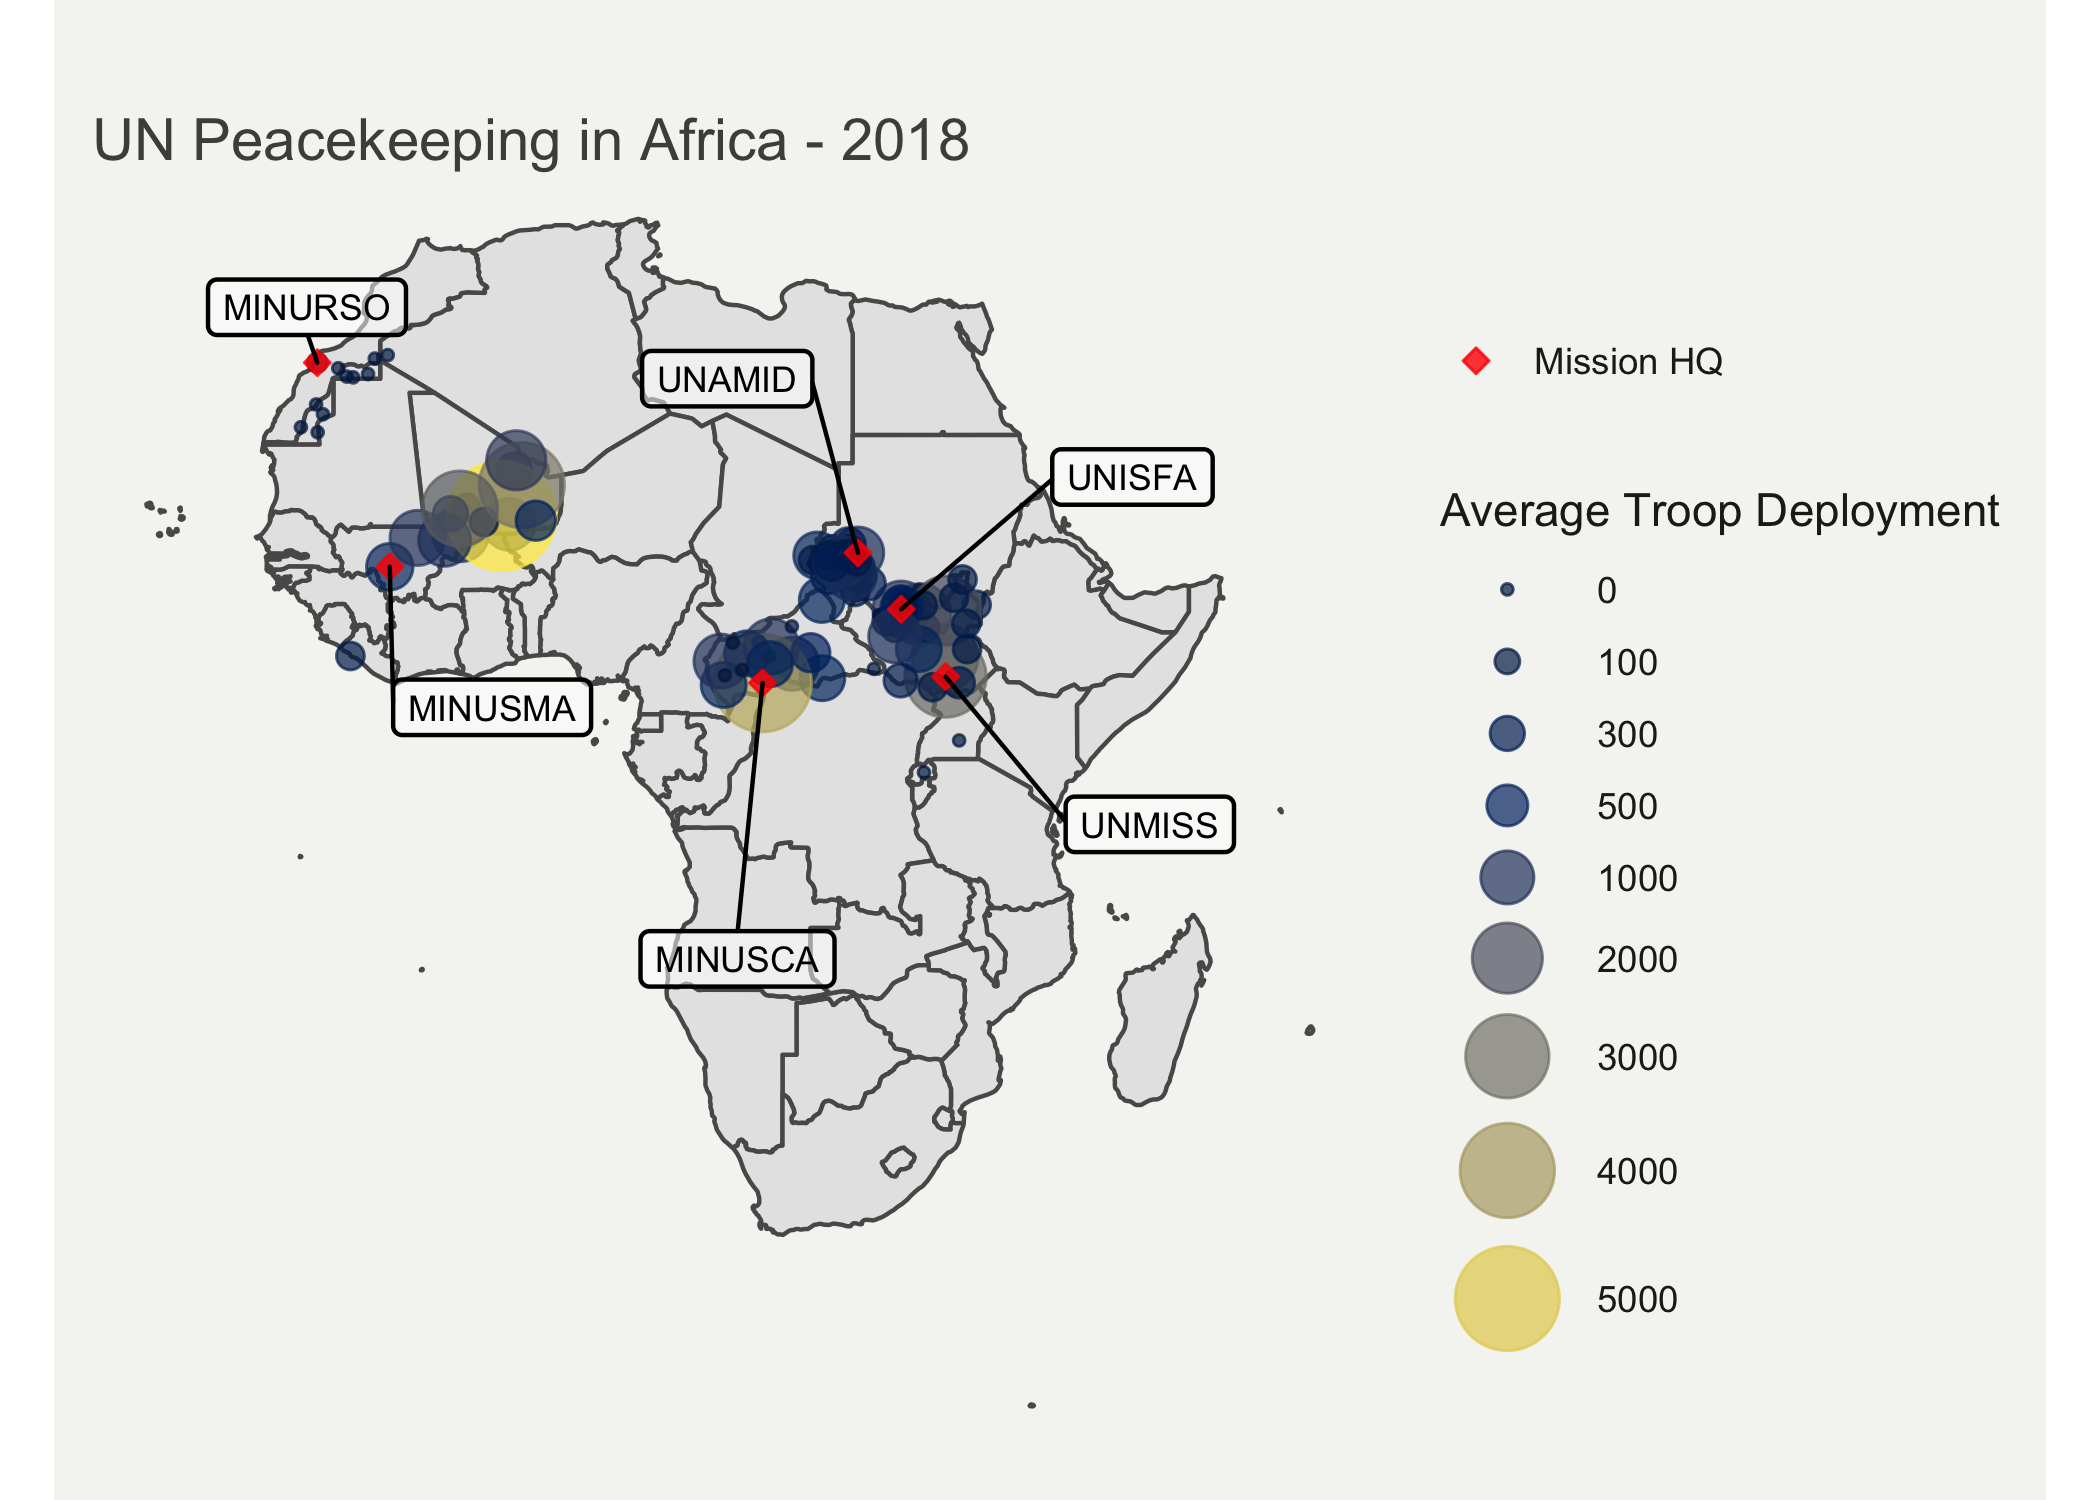 UN Peacekeeping in Africa - 2018
MINURSO
UNAMID
UNISFA
MINUSMA
UNMISS
MINUSCA
Mission HQ
Average Troop Deployment
0
100
300
500
1000
2000
3000
4000
5000